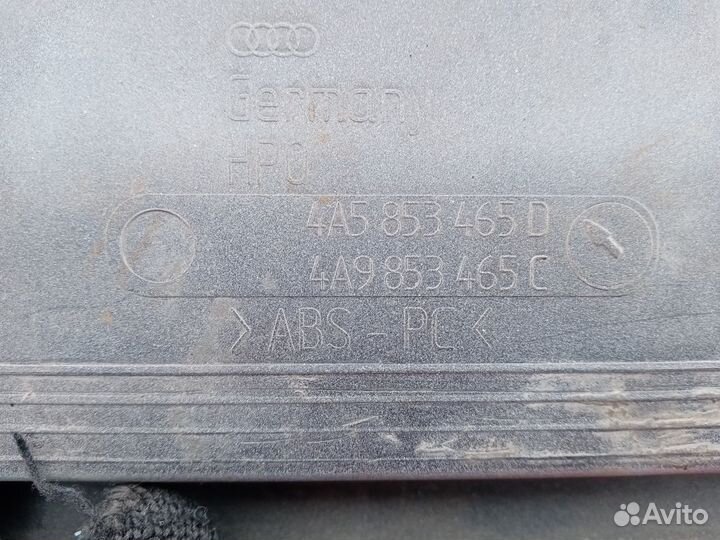 Germany
HPO
4A5 853 465 D
4A9 853 465 C
>ABS-PC<
Avito